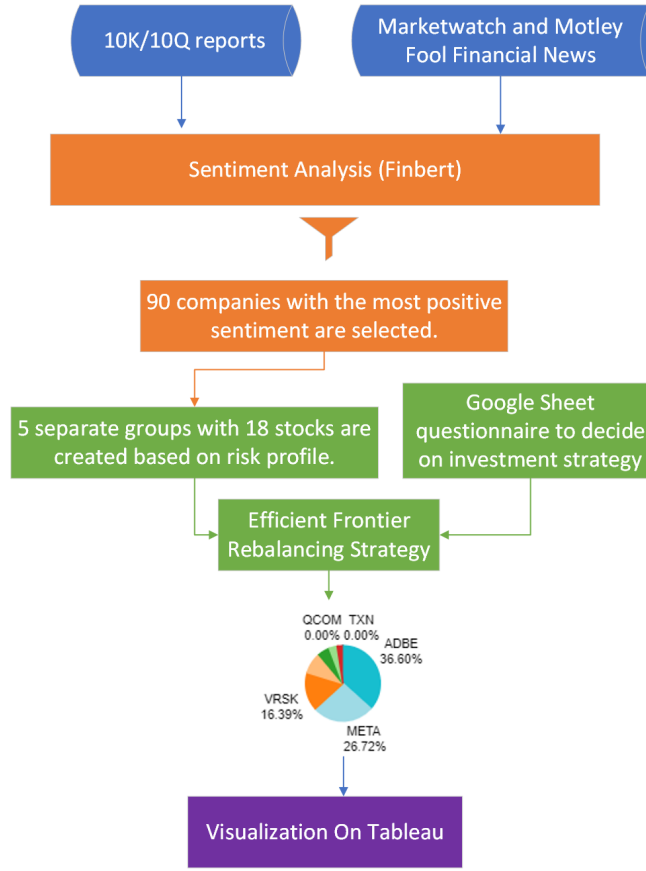 10K/10Q reports
Marketwatch and Motley
Fool Financial News
Sentiment Analysis (Finbert)
90 companies with the most positive
sentiment are selected.
5 separate groups with 18 stocks are
created based on risk profile.
Google Sheet
questionnaire to decide
on investment strategy
Efficient Frontier
Rebalancing Strategy
QCOM TXN
0.00% 0.00%
ADBE
36.60%
VRSK
16.39%
META
26.72%
Visualization On Tableau